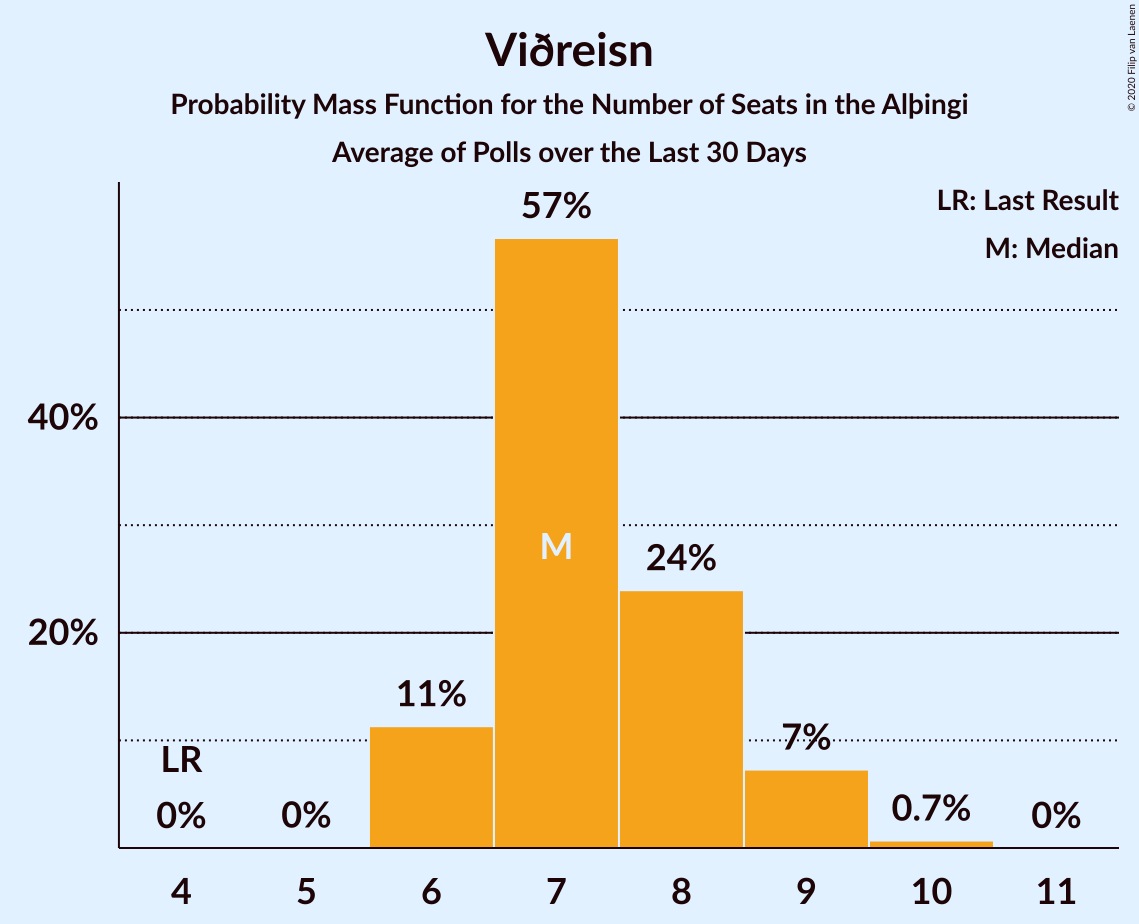 Viðreisn
Probability Mass Function for the Number of Seats in the Alþingi
Average of Polls over the Last 30 Days
© 2020 Filip van Laenen
LR: Last Result
M: Median
57%
40%
M
24%
20%
11%
7%
LR
0%
0%
0.7%
0%
4 5 6 7 8 9 10 11